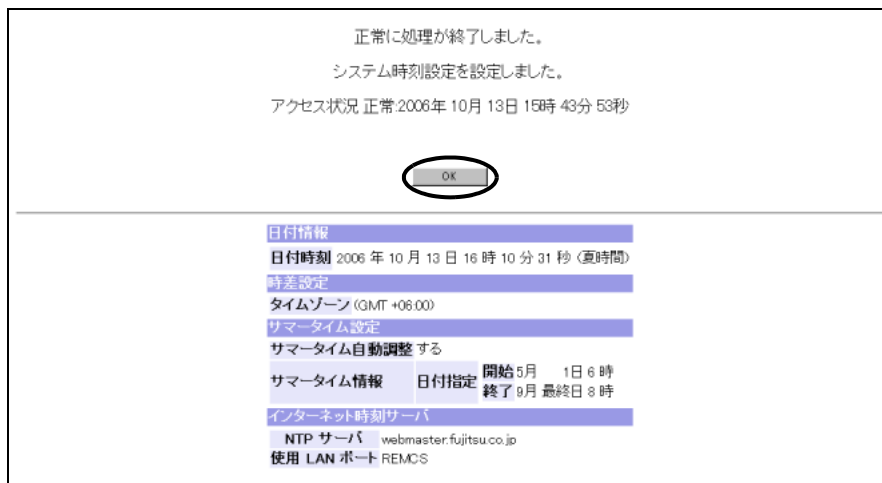 正常に処理が終了しました。
システム時刻設定を設定しました。
アクセス状況 正常:2006年 10月 13日 15時 43分 53秒
OK
日付情報
日付時刻 2006 年 10 月 13 日 16 時 10 分 31 秒 (夏時間)
時差設定
タイムゾーン (GMT +06:00)
サマータイム設定
サマータイム自動調整 する
サマータイム情報 日付指定 開始 5月 1日 6 時
終了 9月 最終日 8 時
インターネット時刻サーバ
NTP サーバ webmaster.fujitsu.co.jp
使用 LAN ポート REMCS